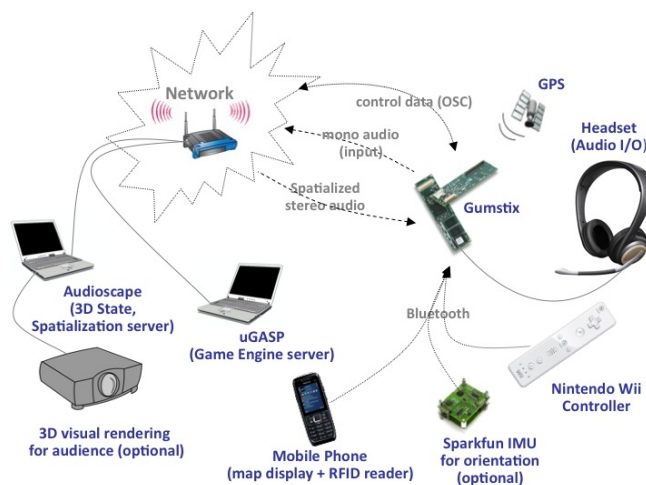 Network
control data (OSC)
mono audio
(input)
Spatialized
stereo audio
GPS
Headset
(Audio I/O)
Gumstix
Audioscape
(3D State,
Spatialization server)
uGASP
(Game Engine server)
Bluetooth
Nintendo Wii
Controller
3D visual rendering
for audience (optional)
Mobile Phone
(map display + RFID reader)
Sparkfun IMU
for orientation
(optional)